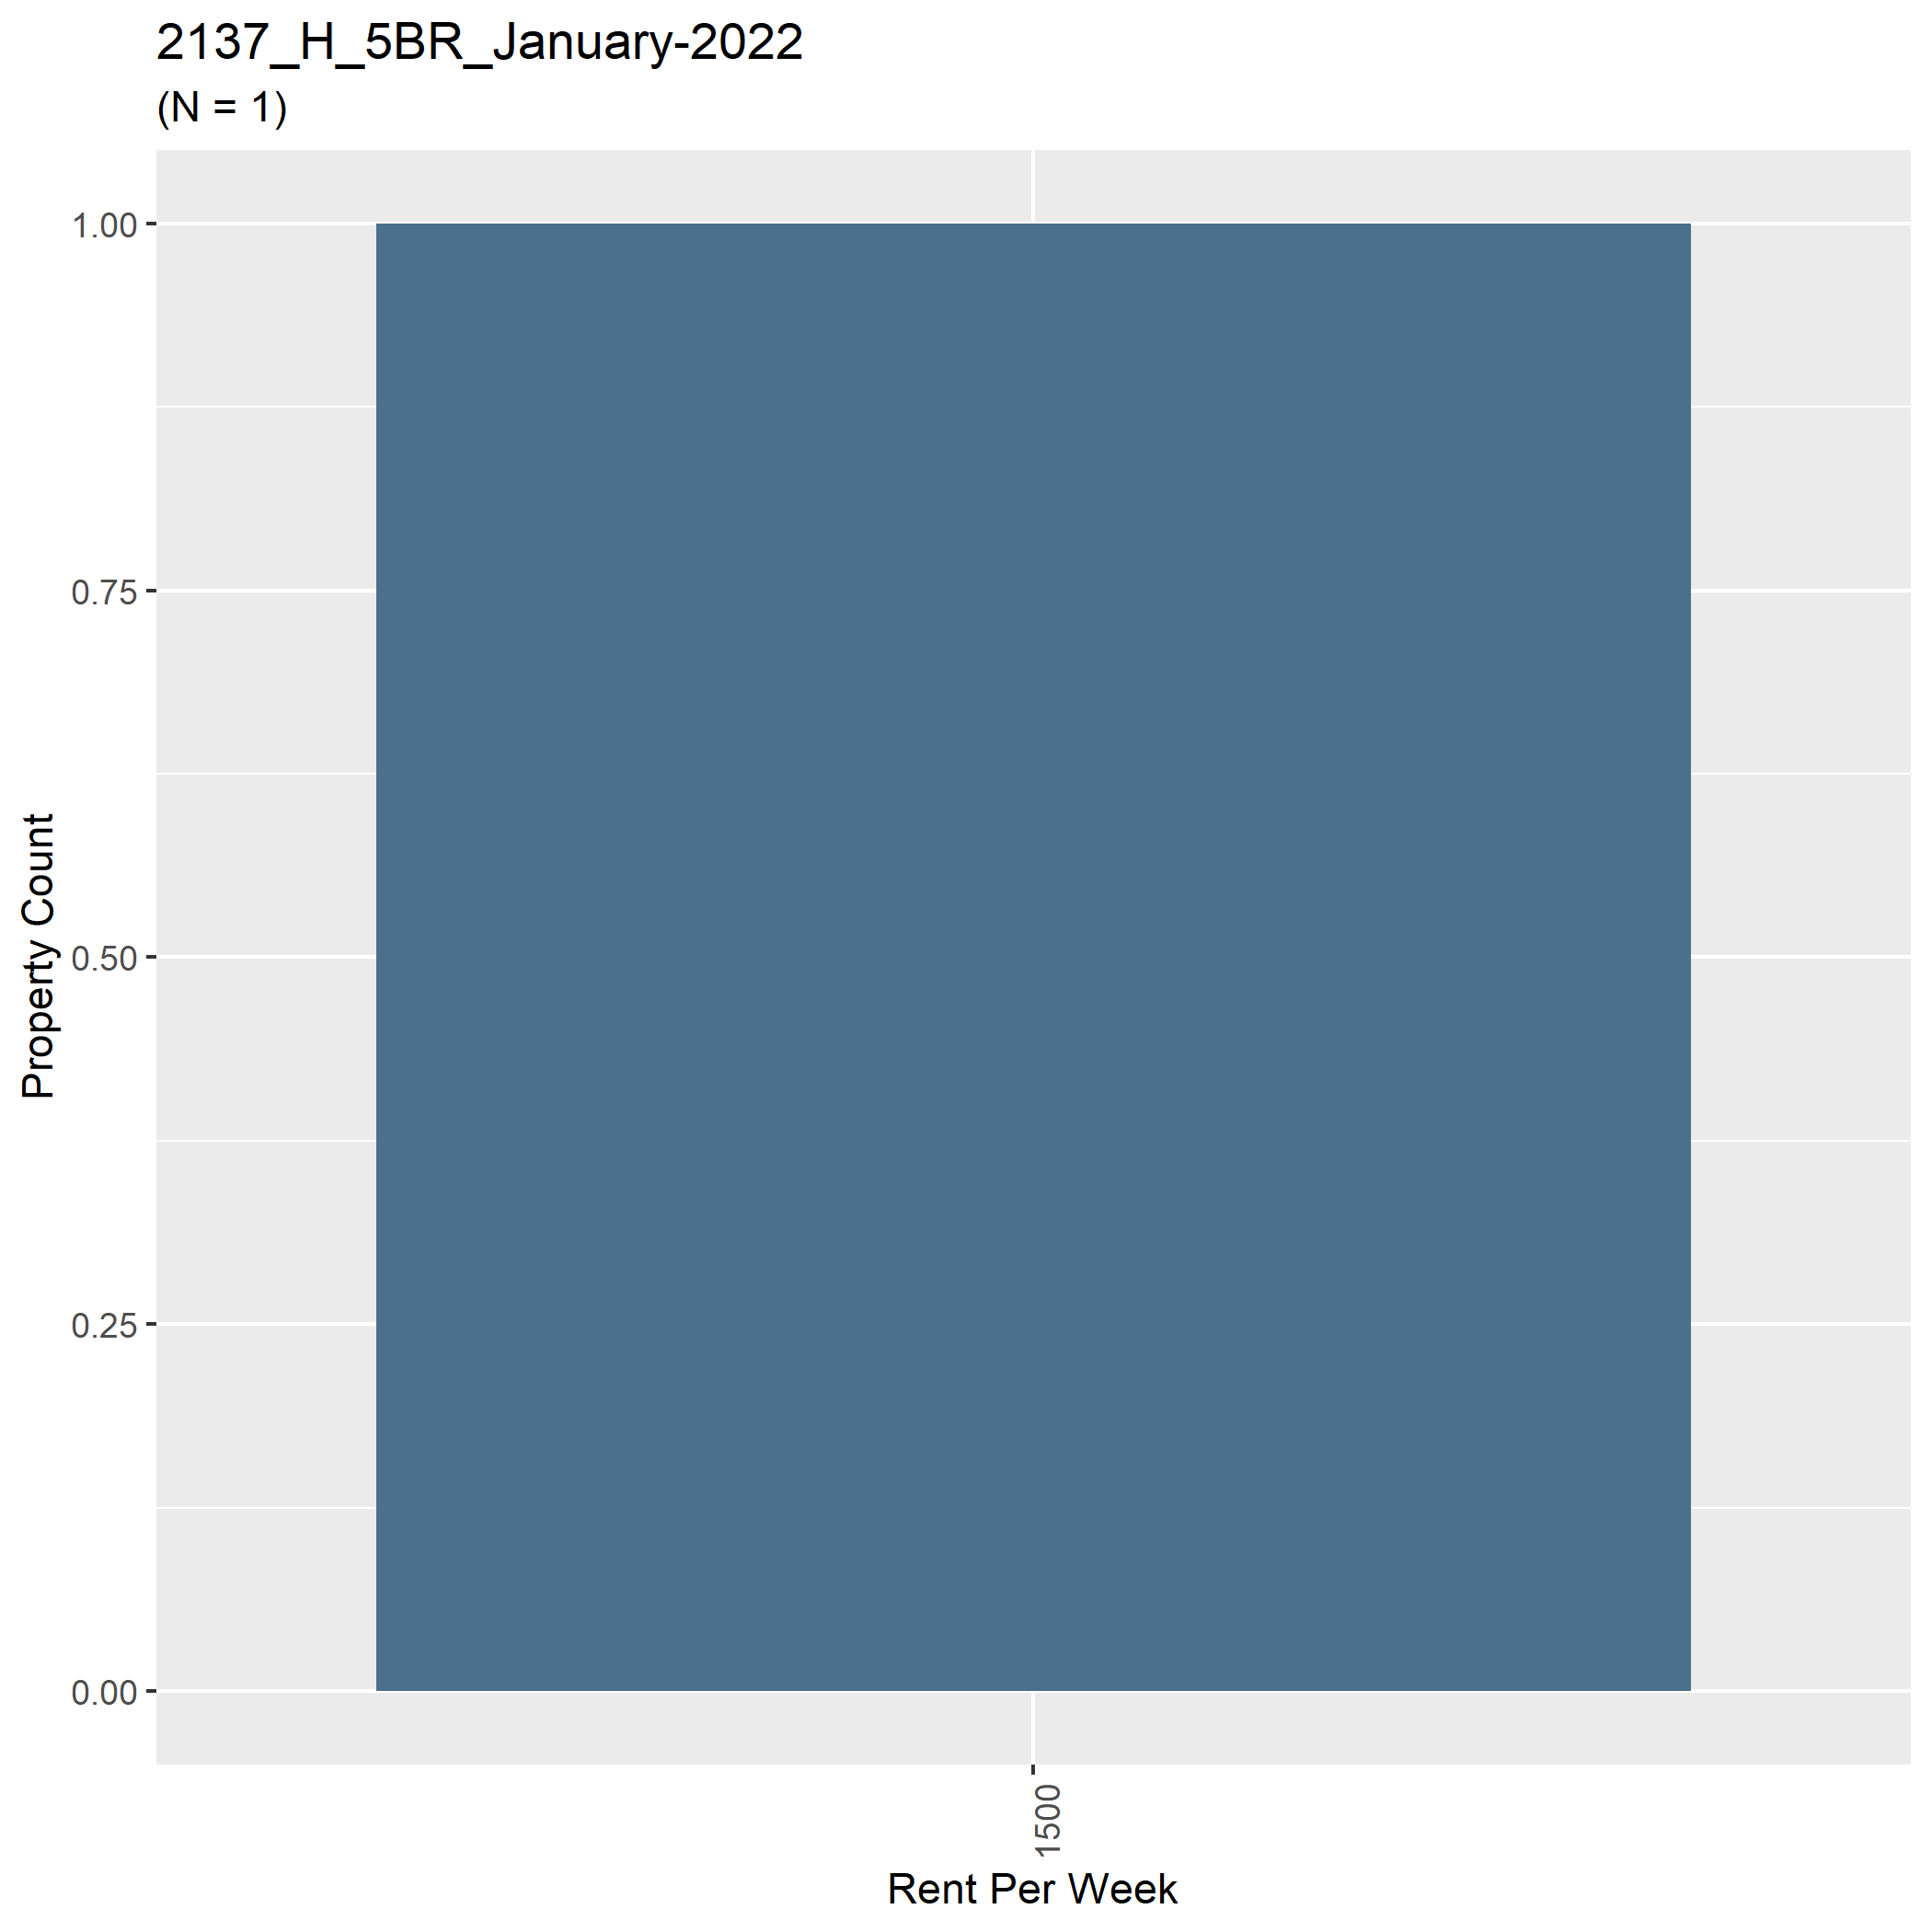 2137_H_5BR_January-2022
(N = 1)
Property Count
1.00
0.75
0.50
0.25
0.00
1500
Rent Per Week